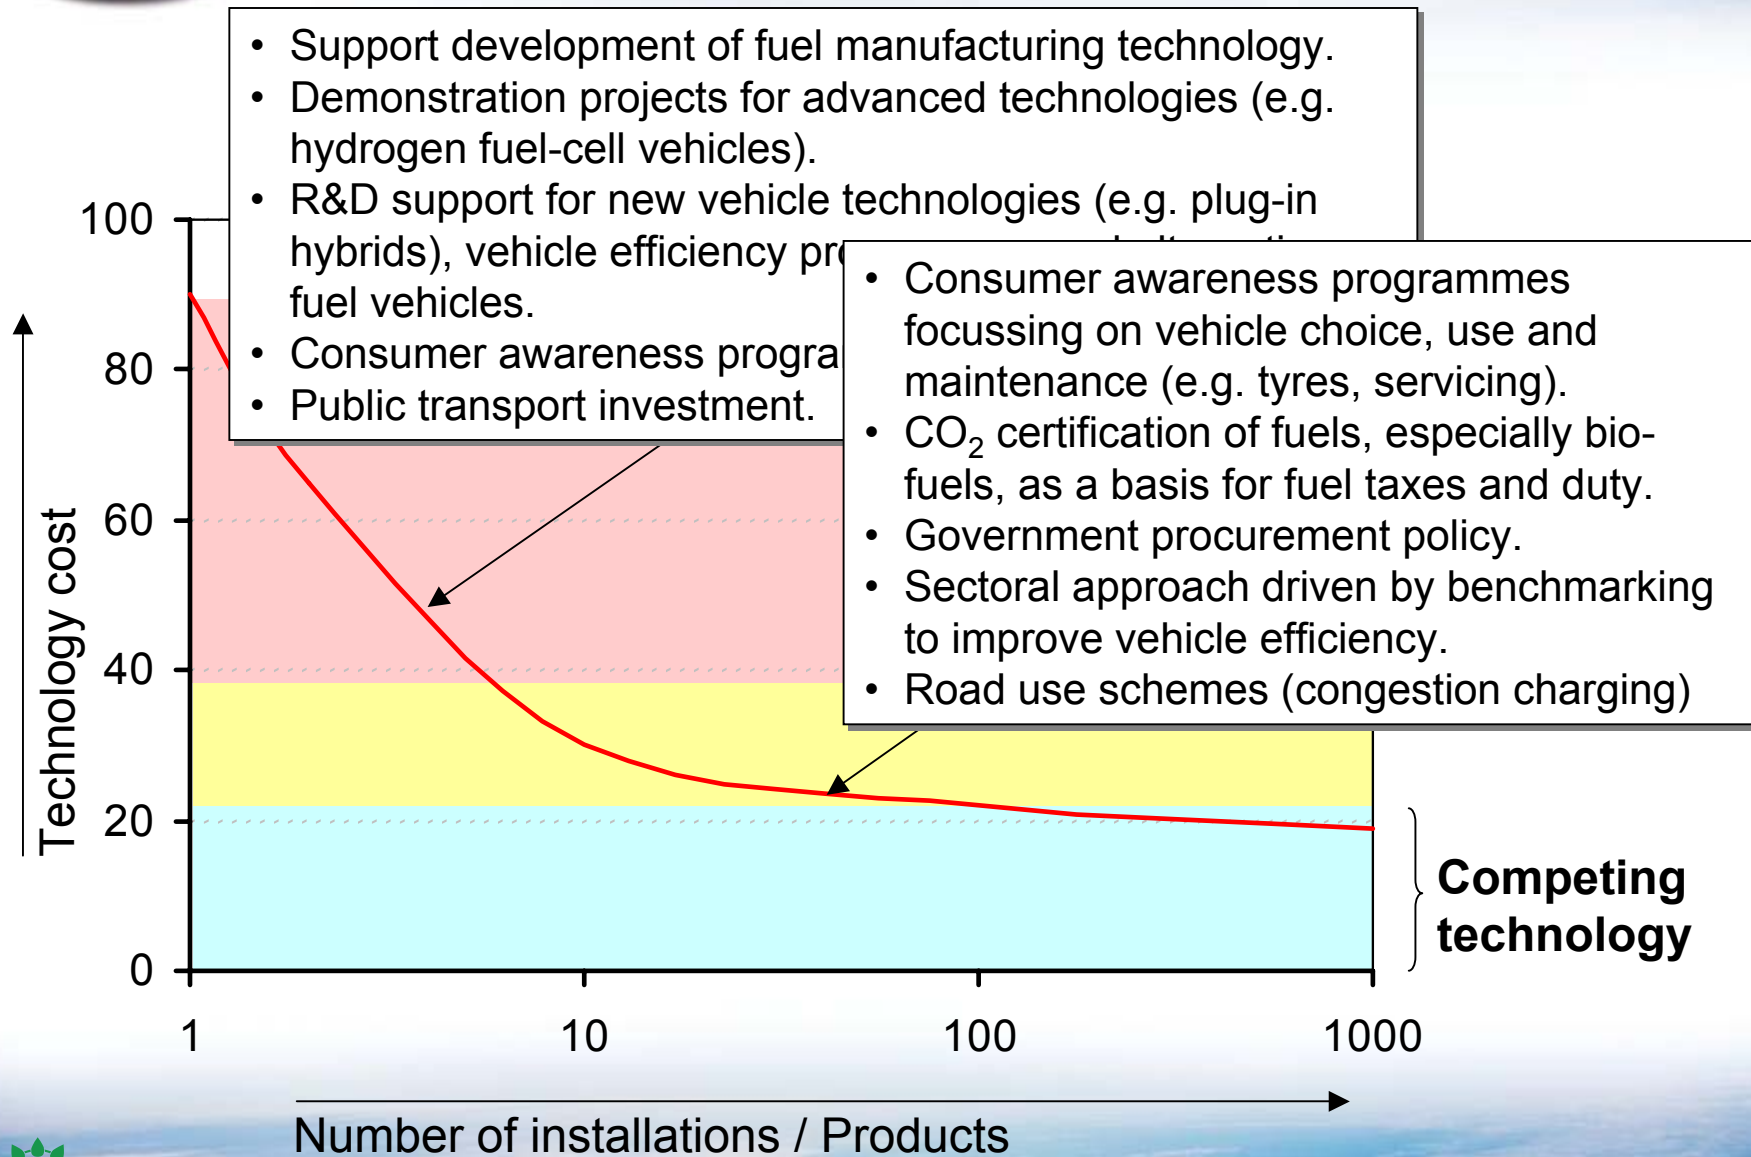 • Support development of fuel manufacturing technology.
• Demonstration projects for advanced technologies (e.g.
hydrogen fuel-cell vehicles).
• R&D support for new vehicle technologies (e.g. plug-in
hybrids), vehicle efficiency
fuel vehicles.
• Consumer awareness
• Public transport investment.
• Consumer awareness programmes
focussing on vehicle choice, use and
maintenance (e.g. tyres, servicing).
• CO₂ certification of fuels, especially bio-
fuels, as a basis for fuel taxes and duty.
• Government procurement policy.
• Sectoral approach driven by benchmarking
to improve vehicle efficiency.
• Road use schemes (congestion charging)
Technology cost
100
80
60
40
20
0
1
10
100
1000
Competing
technology
Number of installations / Products